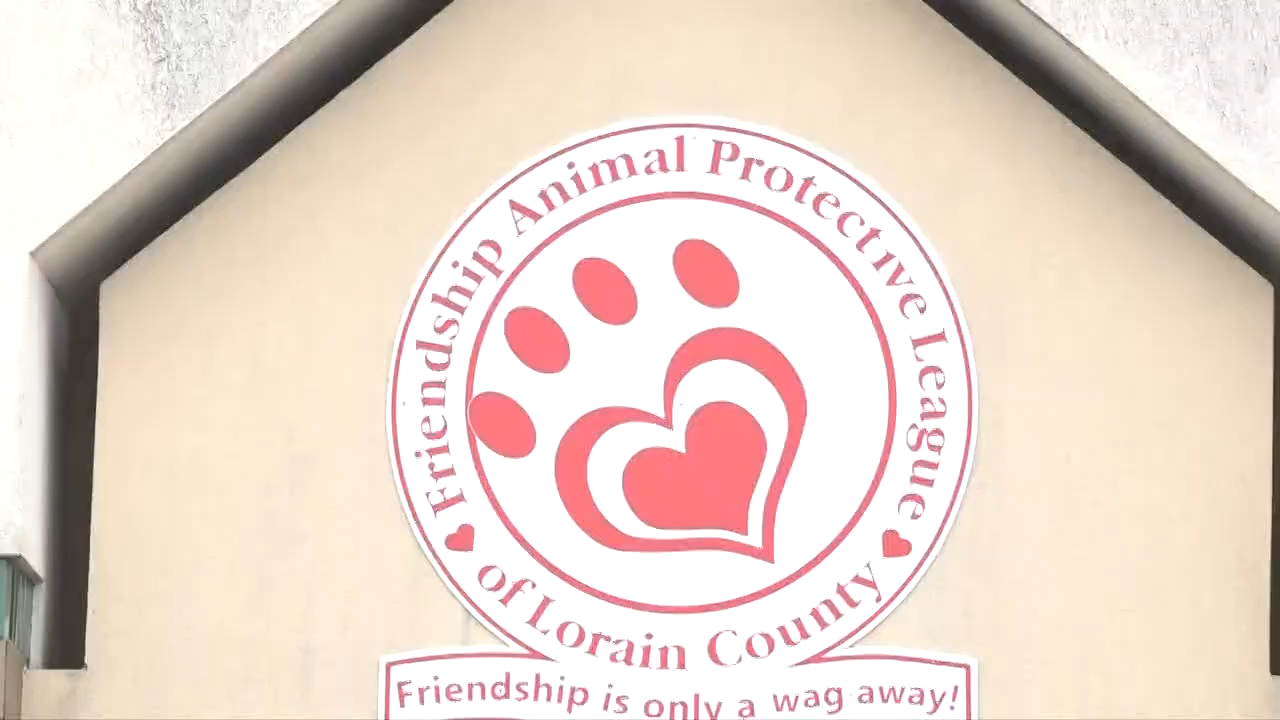 Friendship Animal Protective League
of Lorain County
Friendship is only a wag away!